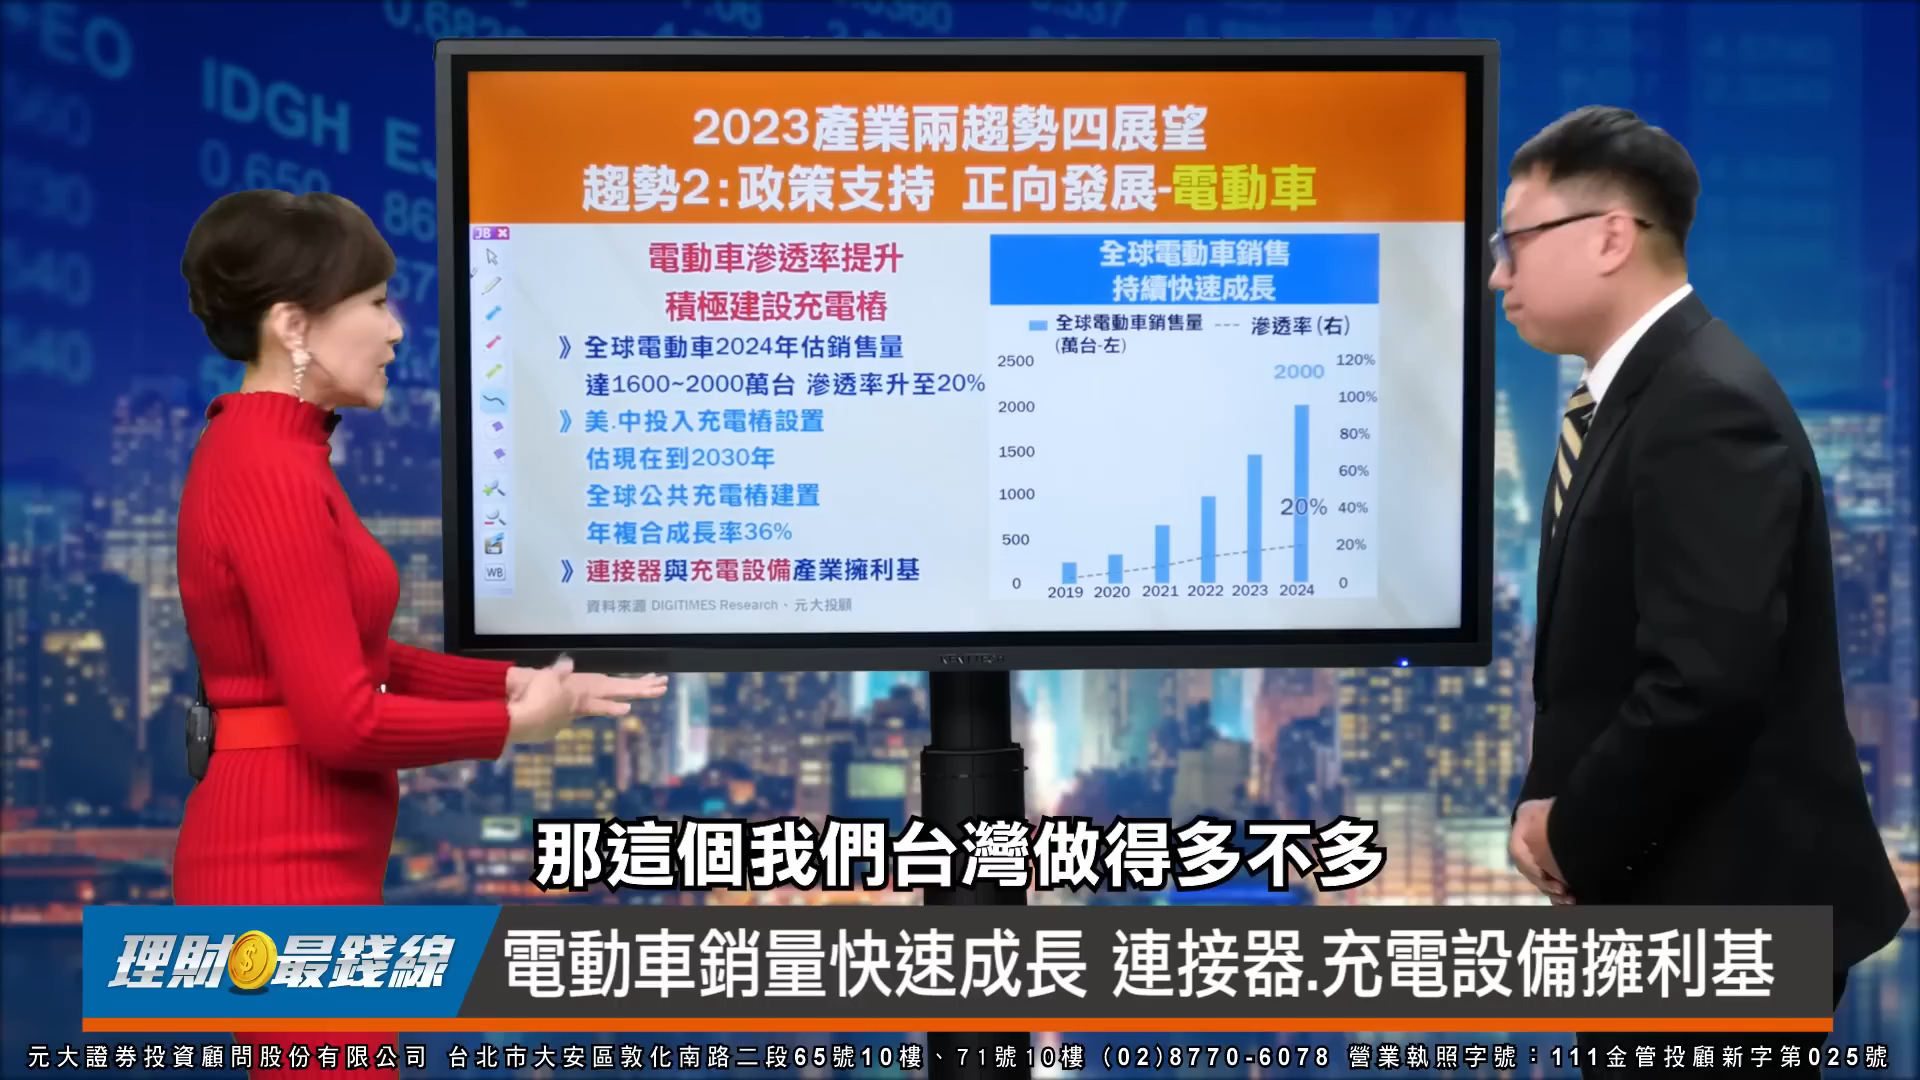 IDGH
0.650
2023產業兩趨勢四展望
趨勢2:政策支持 正向發展-電動車
JB
電動車滲透率提升
積極建設充電樁
》全球電動車2024年估銷售量
達1600~2000萬台 滲透率升至20%
》美.中投入充電樁設置
估現在到2030年
全球公共充電樁建置
年複合成長率36%
》連接器與充電設備產業擁利基
資料來源 DIGITIMES Research、元大投顧
WB
全球電動車銷售
持續快速成長
全球電動車銷售量 --- 滲透率(右)
(萬台-左)
2500 120%
2000
2000 100%
80%
1500 60%
1000 20% 40%
500 20%
0 0
2019 2020 2021 2022 2023 2024
那這個我們台灣做得多不多
理財最錢線
電動車銷量快速成長 連接器.充電設備擁利基
元大證券投資顧問股份有限公司 台北市大安區敦化南路二段65號10樓、71號10樓 (02)8770-6078 營業執照字號：111金管投顧新字第025號